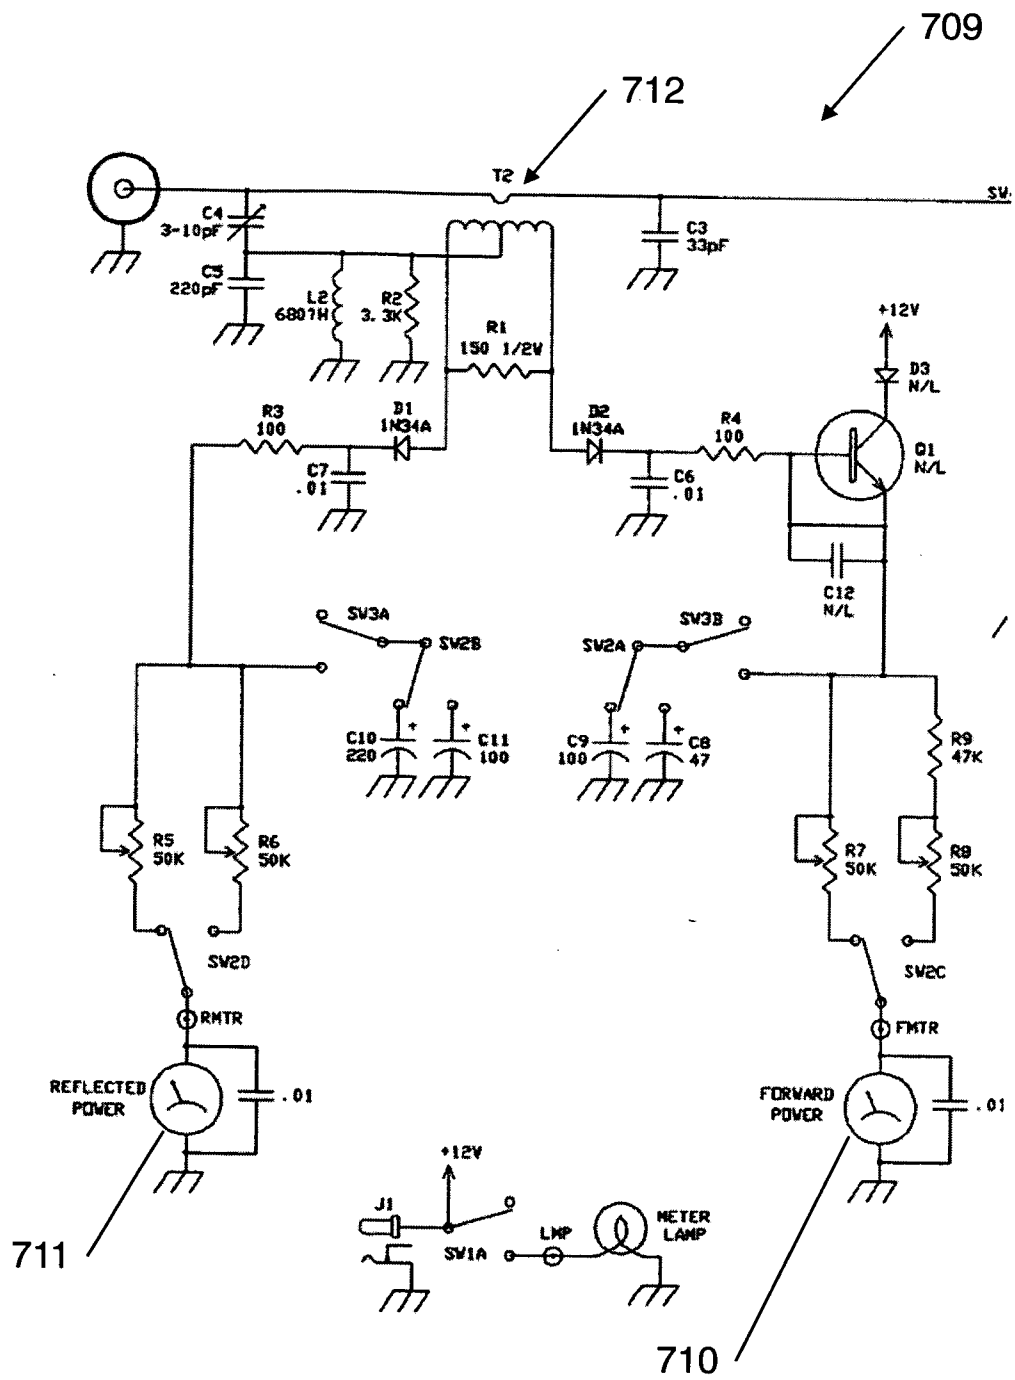 709
712
T2
SW
C4
3-10pF
C3
33pF
C5
220pF
L2
680?H
R2
3.3K
+12V
R1
150 1/2W
D3
N/L
R3
100
D1
1N34A
D2
1N34A
R4
100
Q1
N/L
C7
.01
C6
.01
C12
N/L
SW3A
SW3B
SW2B
SW2A
C10
220
+
C11
100
+
C9
100
+
C8
47
+
R9
47K
R5
50K
R6
50K
R7
50K
R8
50K
SW2D
SW2C
RMTR
FMTR
REFLECTED
POWER
.01
FORWARD
POWER
.01
+12V
J1
SW1A
LMP
METER
LAMP
711
710